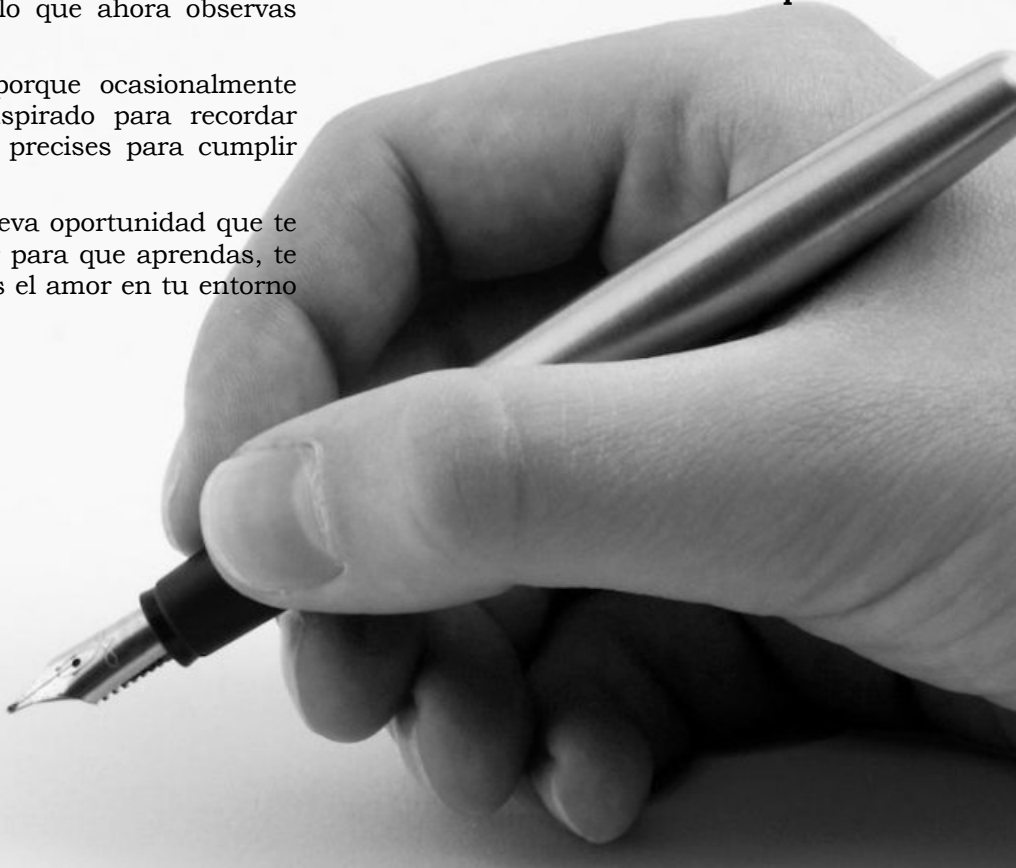 lo que ahora observas
porque ocasionalmente
spirado para recordar
precises para cumplir
eva oportunidad que te
para que aprendas, te
s el amor en tu entorno